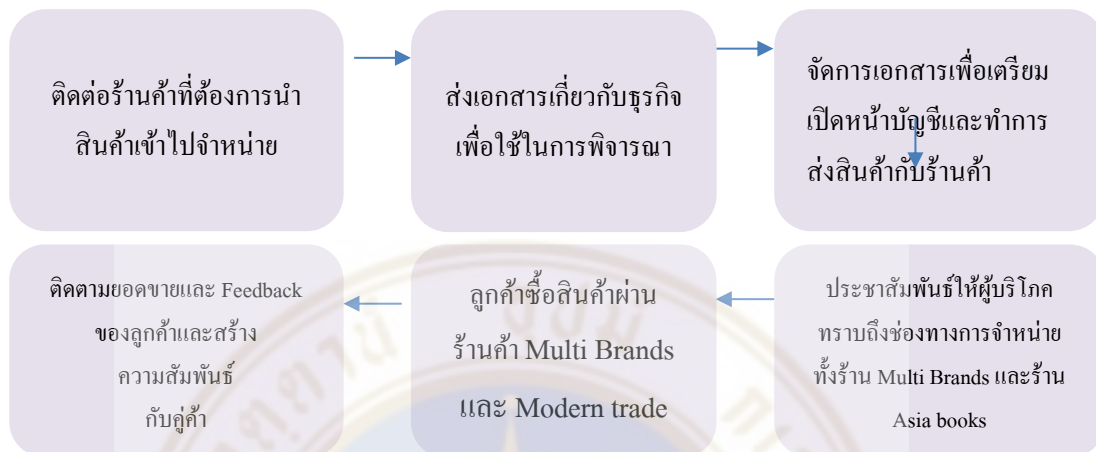 ติดต่อร้านค้าที่ต้องการนำ
สินค้าเข้าไปจำหน่าย
ส่งเอกสารเกี่ยวกับธุรกิจ
เพื่อใช้ในการพิจารณา
จัดการเอกสารเพื่อเตรียม
เปิดหน้าบัญชีและทำการ
ส่งสินค้ากับร้านค้า
ประชาสัมพันธ์ให้ผู้บริโภค
ทราบถึงช่องทางการจำหน่าย
ทั้งร้าน Multi Brands และร้าน
Asia books
ลูกค้าซื้อสินค้าผ่าน
ร้านค้า Multi Brands
และ Modern trade
ติดตามยอดขายและ Feedback
ของลูกค้าและสร้าง
ความสัมพันธ์
กับคู่ค้า